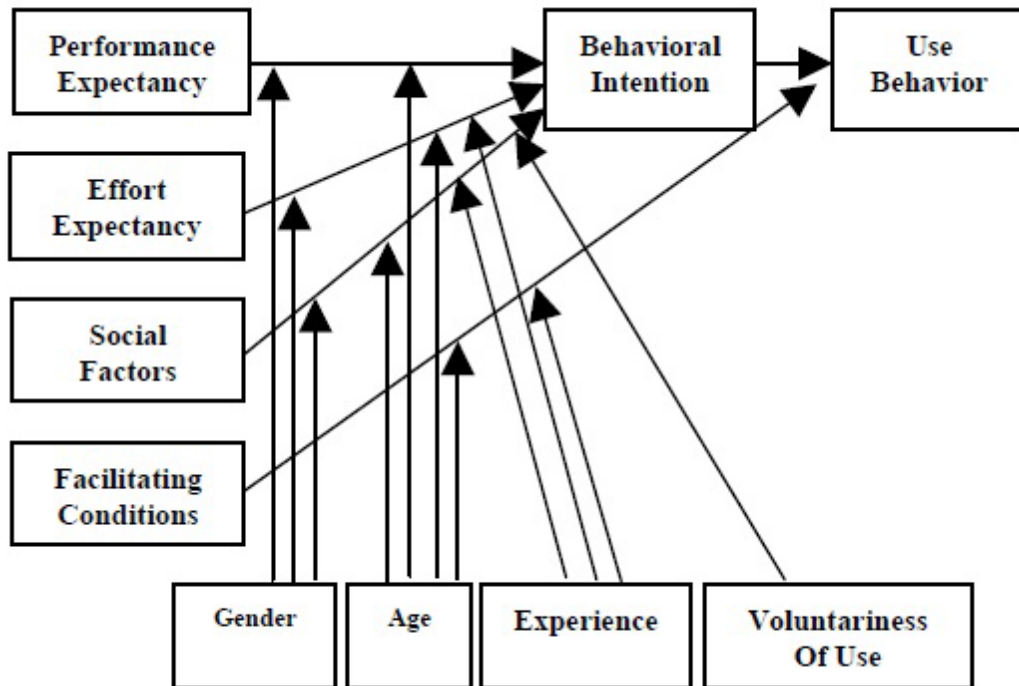 Performance
Expectancy
Behavioral
Intention
Use
Behavior
Effort
Expectancy
Social
Factors
Facilitating
Conditions
Gender
Age
Experience
Voluntariness
Of Use